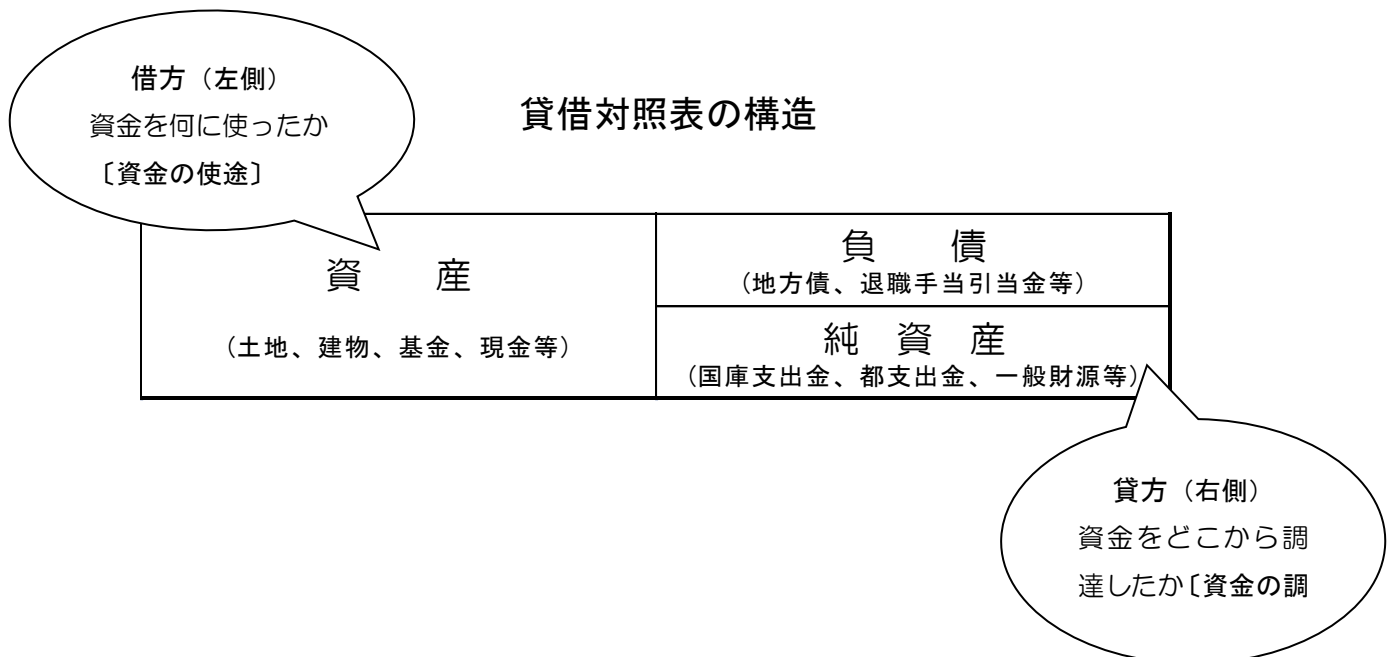 借方（左側）
資金を何に使ったか
〔資金の使途〕
貸借対照表の構造
資　産
（土地、建物、基金、現金等）
負　債
（地方債、退職手当引当金等）
純　資　産
（国庫支出金、都支出金、一般財源等）
貸方（右側）
資金をどこから調
達したか〔資金の調